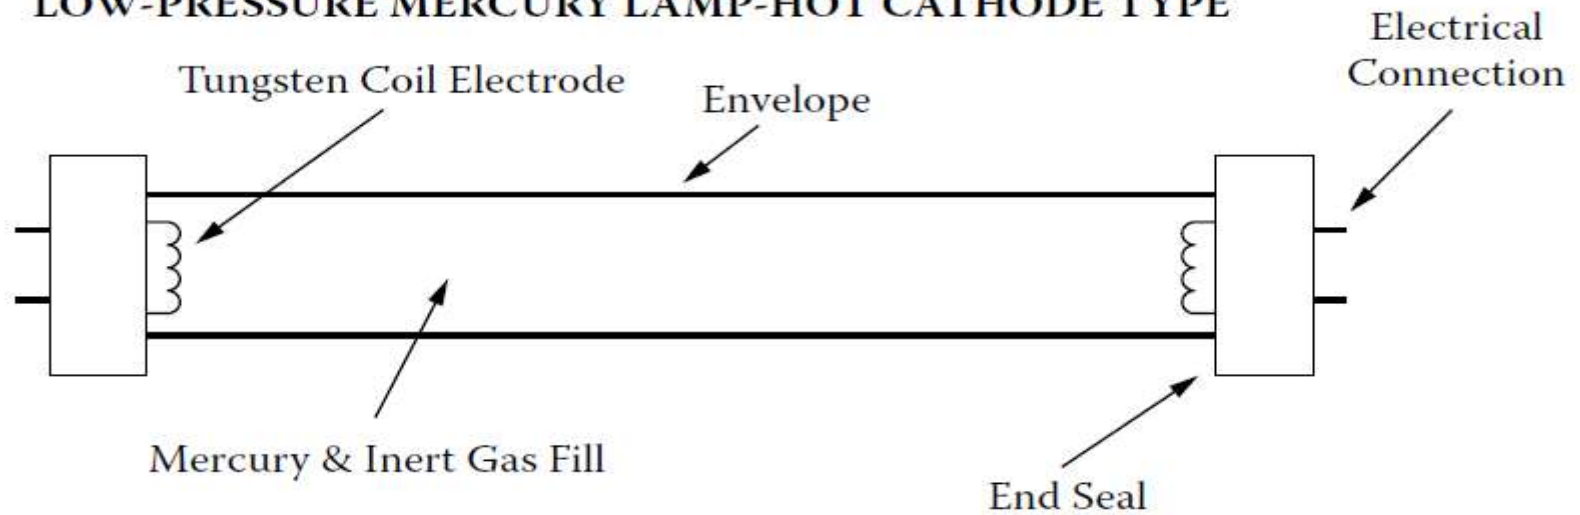 LOW-PRESSURE MERCURY LAMP-HOT CATHODE TYPE
Electrical
Connection
Tungsten Coil Electrode
Envelope
Mercury & Inert Gas Fill
End Seal